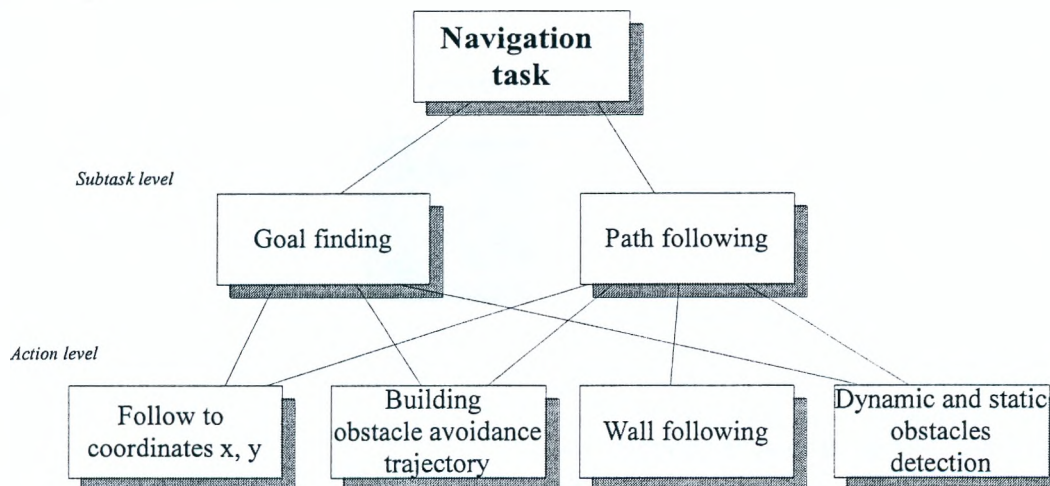 Navigation
task
Subtask level
Goal finding
Path following
Action level
Follow to
coordinates x, y
Building
obstacle avoidance
trajectory
Wall following
Dynamic and static
obstacles
detection